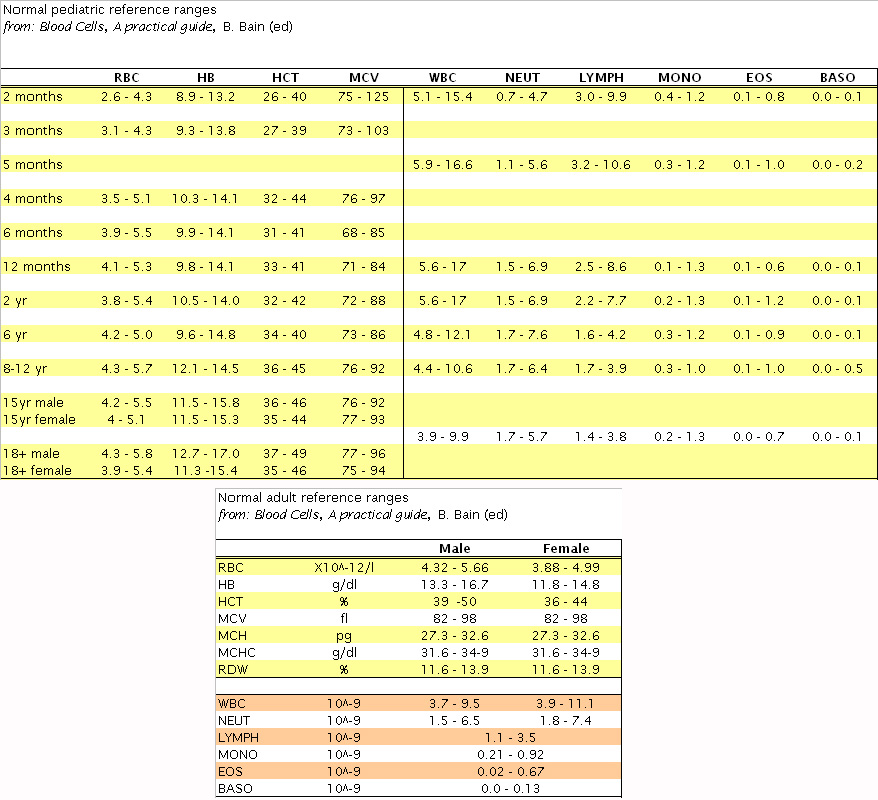 Normal pediatric reference ranges
from: Blood Cells, A practical guide, B. Bain (ed)
RBC HB HCT MCV WBC NEUT LYMPH MONO EOS BASO
2 months 2.6 - 4.3 8.9 - 13.2 26 - 40 75 - 125 5.1 - 15.4 0.7 - 4.7 3.0 - 9.9 0.4 - 1.2 0.1 - 0.8 0.0 - 0.1
3 months 3.1 - 4.3 9.3 - 13.8 27 - 39 73 - 103
5 months 5.9 - 16.6 1.1 - 5.6 3.2 - 10.6 0.3 - 1.2 0.1 - 1.0 0.0 - 0.2
4 months 3.5 - 5.1 10.3 - 14.1 32 - 44 76 - 97
6 months 3.9 - 5.5 9.9 - 14.1 31 - 41 68 - 85
12 months 4.1 - 5.3 9.8 - 14.1 33 - 41 71 - 84 5.6 - 17 1.5 - 6.9 2.5 - 8.6 0.1 - 1.3 0.1 - 0.6 0.0 - 0.1
2 yr 3.8 - 5.4 10.5 - 14.0 32 - 42 72 - 88 5.6 - 17 1.5 - 6.9 2.2 - 7.7 0.2 - 1.3 0.1 - 1.2 0.0 - 0.1
6 yr 4.2 - 5.0 9.6 - 14.8 34 - 40 73 - 86 4.8 - 12.1 1.7 - 7.6 1.6 - 4.2 0.3 - 1.2 0.1 - 0.9 0.0 - 0.1
8-12 yr 4.3 - 5.7 12.1 - 14.5 36 - 45 76 - 92 4.4 - 10.6 1.7 - 6.4 1.7 - 3.9 0.3 - 1.0 0.1 - 1.0 0.0 - 0.5
15yr male 4.2 - 5.5 11.5 - 15.8 36 - 46 76 - 92
15yr female 4 - 5.1 11.5 - 15.3 35 - 44 77 - 93
3.9 - 9.9 1.7 - 5.7 1.4 - 3.8 0.2 - 1.3 0.0 - 0.7 0.0 - 0.1
18+ male 4.3 - 5.8 12.7 - 17.0 37 - 49 77 - 96
18+ female 3.9 - 5.4 11.3 -15.4 35 - 46 75 - 94
Normal adult reference ranges
from: Blood Cells, A practical guide, B. Bain (ed)
Male Female
RBC X10^-12/l 4.32 - 5.66 3.88 - 4.99
HB g/dl 13.3 - 16.7 11.8 - 14.8
HCT % 39 -50 36 - 44
MCV fl 82 - 98 82 - 98
MCH pg 27.3 - 32.6 27.3 - 32.6
MCHC g/dl 31.6 - 34-9 31.6 - 34-9
RDW % 11.6 - 13.9 11.6 - 13.9
WBC 10^-9 3.7 - 9.5 3.9 - 11.1
NEUT 10^-9 1.5 - 6.5 1.8 - 7.4
LYMPH 10^-9 1.1 - 3.5
MONO 10^-9 0.21 - 0.92
EOS 10^-9 0.02 - 0.67
BASO 10^-9 0.0 - 0.13